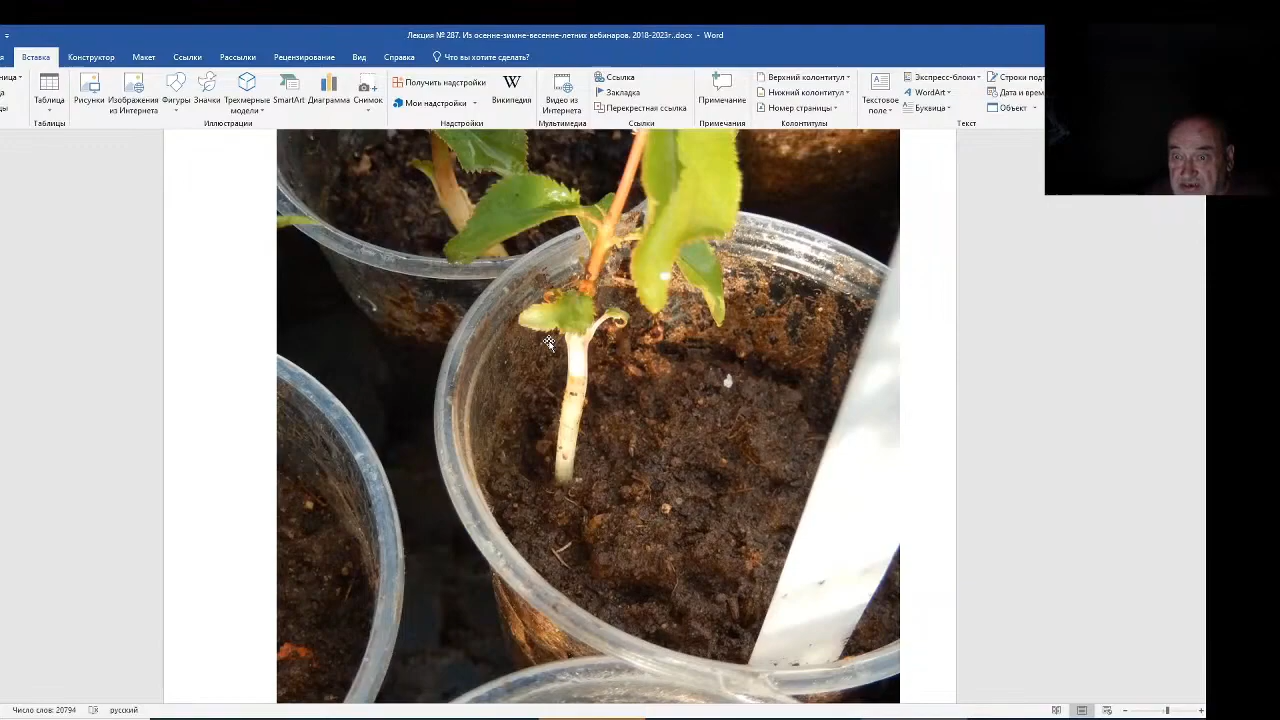 Лекция № 287. Из осенне-зимне-весенне-летних вебинаров. 2018-2023г..docx - Word
Вставка Конструктор Макет Ссылки Рассылки Рецензирование Вид Справка Что вы хотите сделать?
Таблица
Таблицы
Рисунки
Изображения из Интернета
Фигуры
Значки
Трехмерные модели
SmartArt
Диаграмма
Снимок
Иллюстрации
Получить надстройки
Мои надстройки
W
Википедия
Надстройки
Видео из Интернета
Мультимедиа
Ссылка
Закладка
Перекрестная ссылка
Ссылки
Примечание
Примечания
Верхний колонтитул
Нижний колонтитул
Номер страницы
Колонтитулы
Текстовое поле
Экспресс-блоки
WordArt
Буквица
Строки под
Дата и врем
Объект
Текст
Число слов: 20794 русский